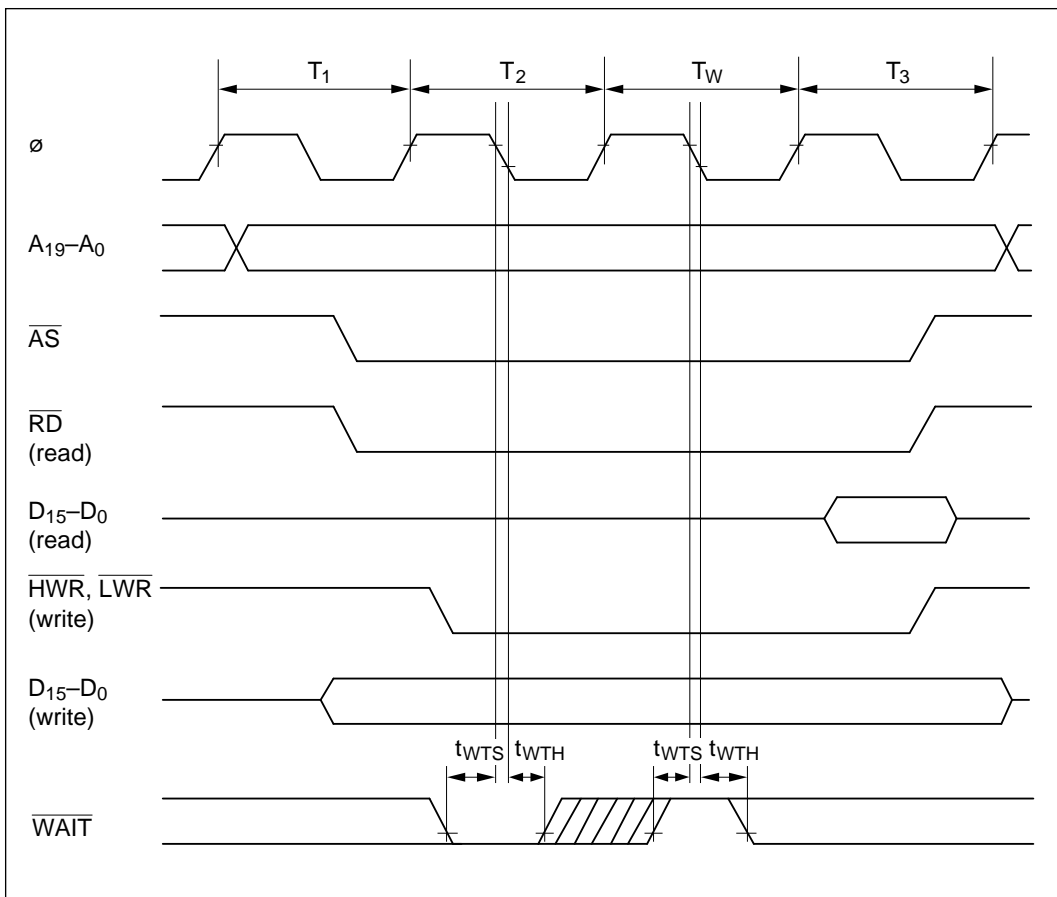 T1 T2 TW T3
ø
A19–A0
AS
RD
(read)
D15–D0
(read)
HWR, LWR
(write)
D15–D0
(write)
tWTS tWTH tWTS tWTH
WAIT